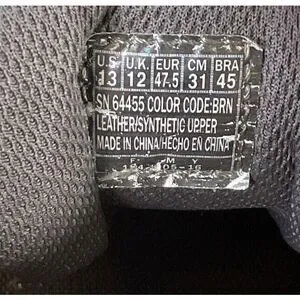 U.S. U.K. EUR CM BRA
13 12 47.5 31 45
SN 64455 COLOR CODE:BRN
LEATHER/SYNTHETIC UPPER
MADE IN CHINA/HECHO EN CHINA
F: M Y